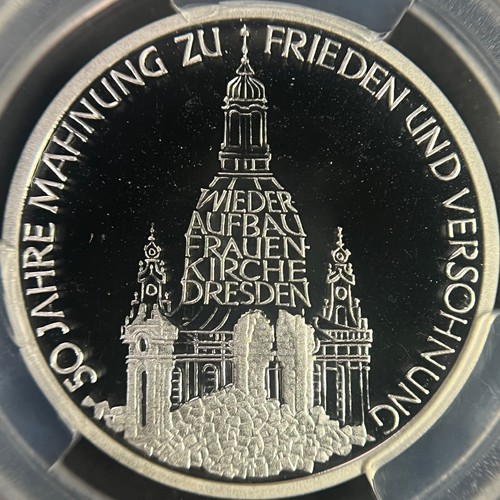 50 JAHRE MAHNUNG ZU FRIEDEN UND VERSÖHNUNG
WIEDER
AUFBAU
FRAUEN-
KIRCHE
DRESDEN